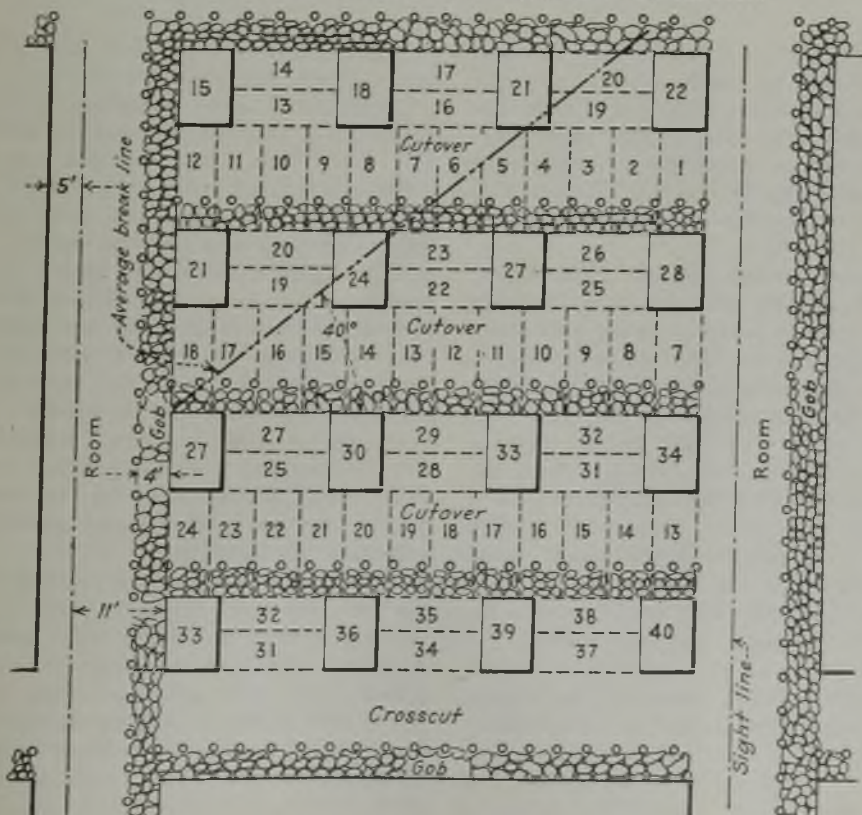 14 17 20
15 18 21 22
13 16 19
Cutover
12 11 10 9 8 7 6 5 4 3 2 1
5'
Average break line
20 23 26
21 24 27 28
19 22 25
40°
Cutover
18 17 16 15 14 13 12 11 10 9 8 7
Gob
Gob
Room
Room
27 29 32
27 30 33 34
25 28 31
4'
Cutover
24 23 22 21 20 19 18 17 16 15 14 13
11'
32 35 38
33 36 39 40
31 34 37
Crosscut
Sight line
Gob